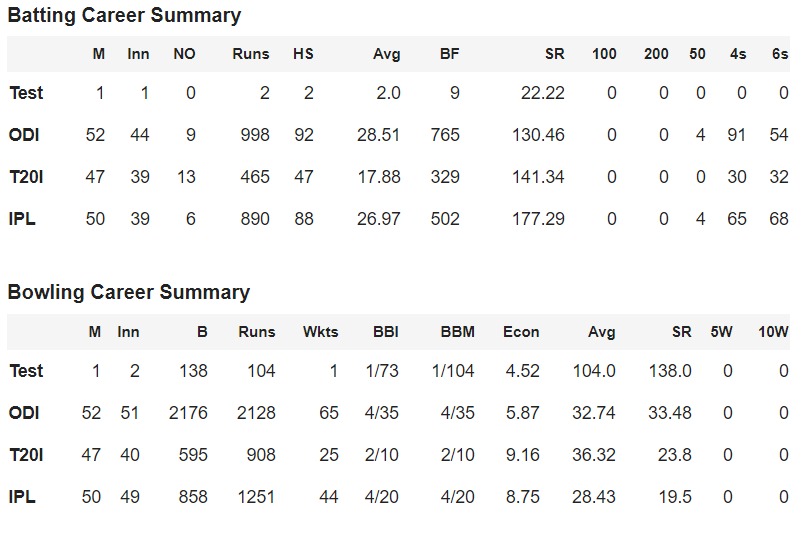 Batting Career Summary
M Inn NO Runs HS Avg BF SR 100 200 50 4s 6s
Test 1 1 0 2 2 2.0 9 22.22 0 0 0 0 0
ODI 52 44 9 998 92 28.51 765 130.46 0 0 4 91 54
T20I 47 39 13 465 47 17.88 329 141.34 0 0 0 30 32
IPL 50 39 6 890 88 26.97 502 177.29 0 0 4 65 68
Bowling Career Summary
M Inn B Runs Wkts BBI BBM Econ Avg SR 5W 10W
Test 1 2 138 104 1 1/73 1/104 4.52 104.0 138.0 0 0
ODI 52 51 2176 2128 65 4/35 4/35 5.87 32.74 33.48 0 0
T20I 47 40 595 908 25 2/10 2/10 9.16 36.32 23.8 0 0
IPL 50 49 858 1251 44 4/20 4/20 8.75 28.43 19.5 0 0